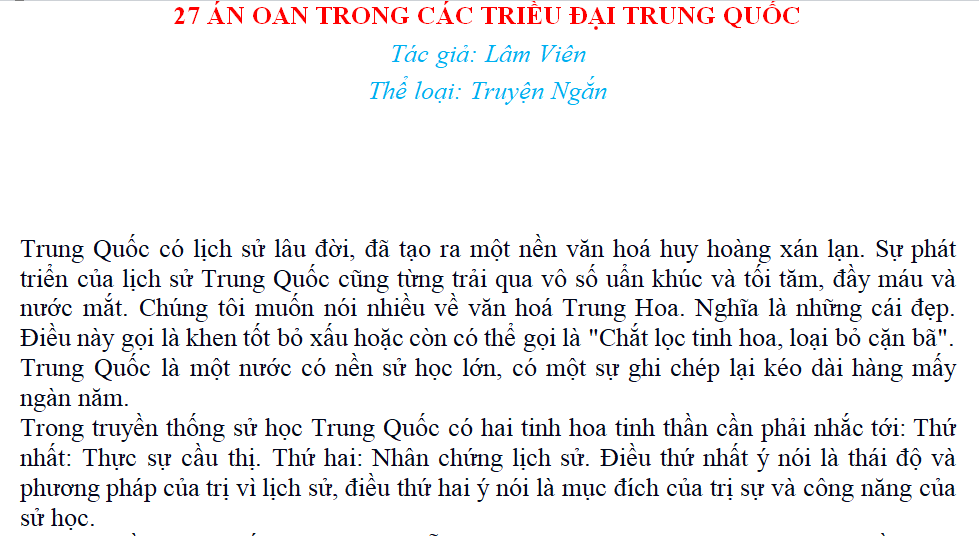 27 ÁN OAN TRONG CÁC TRIỀU ĐẠI TRUNG QUỐC
Tác giả: Lâm Viên
Thể loại: Truyện Ngắn
Trung Quốc có lịch sử lâu đời, đã tạo ra một nền văn hoá huy hoàng xán lạn. Sự phát
triển của lịch sử Trung Quốc cũng từng trải qua vô số uẩn khúc và tối tăm, đầy máu và
nước mắt. Chúng tôi muốn nói nhiều về văn hoá Trung Hoa. Nghĩa là những cái đẹp.
Điều này gọi là khen tốt bỏ xấu hoặc còn có thể gọi là "Chắt lọc tinh hoa, loại bỏ cặn bã".
Trung Quốc là một nước có nền sử học lớn, có một sự ghi chép lại kéo dài hàng mấy
ngàn năm.
Trong truyền thống sử học Trung Quốc có hai tinh hoa tinh thần cần phải nhắc tới: Thứ
nhất: Thực sự cầu thị. Thứ hai: Nhân chứng lịch sử. Điều thứ nhất ý nói là thái độ và
phương pháp của trị vì lịch sử, điều thứ hai ý nói là mục đích của trị sự và công năng của
sử học.